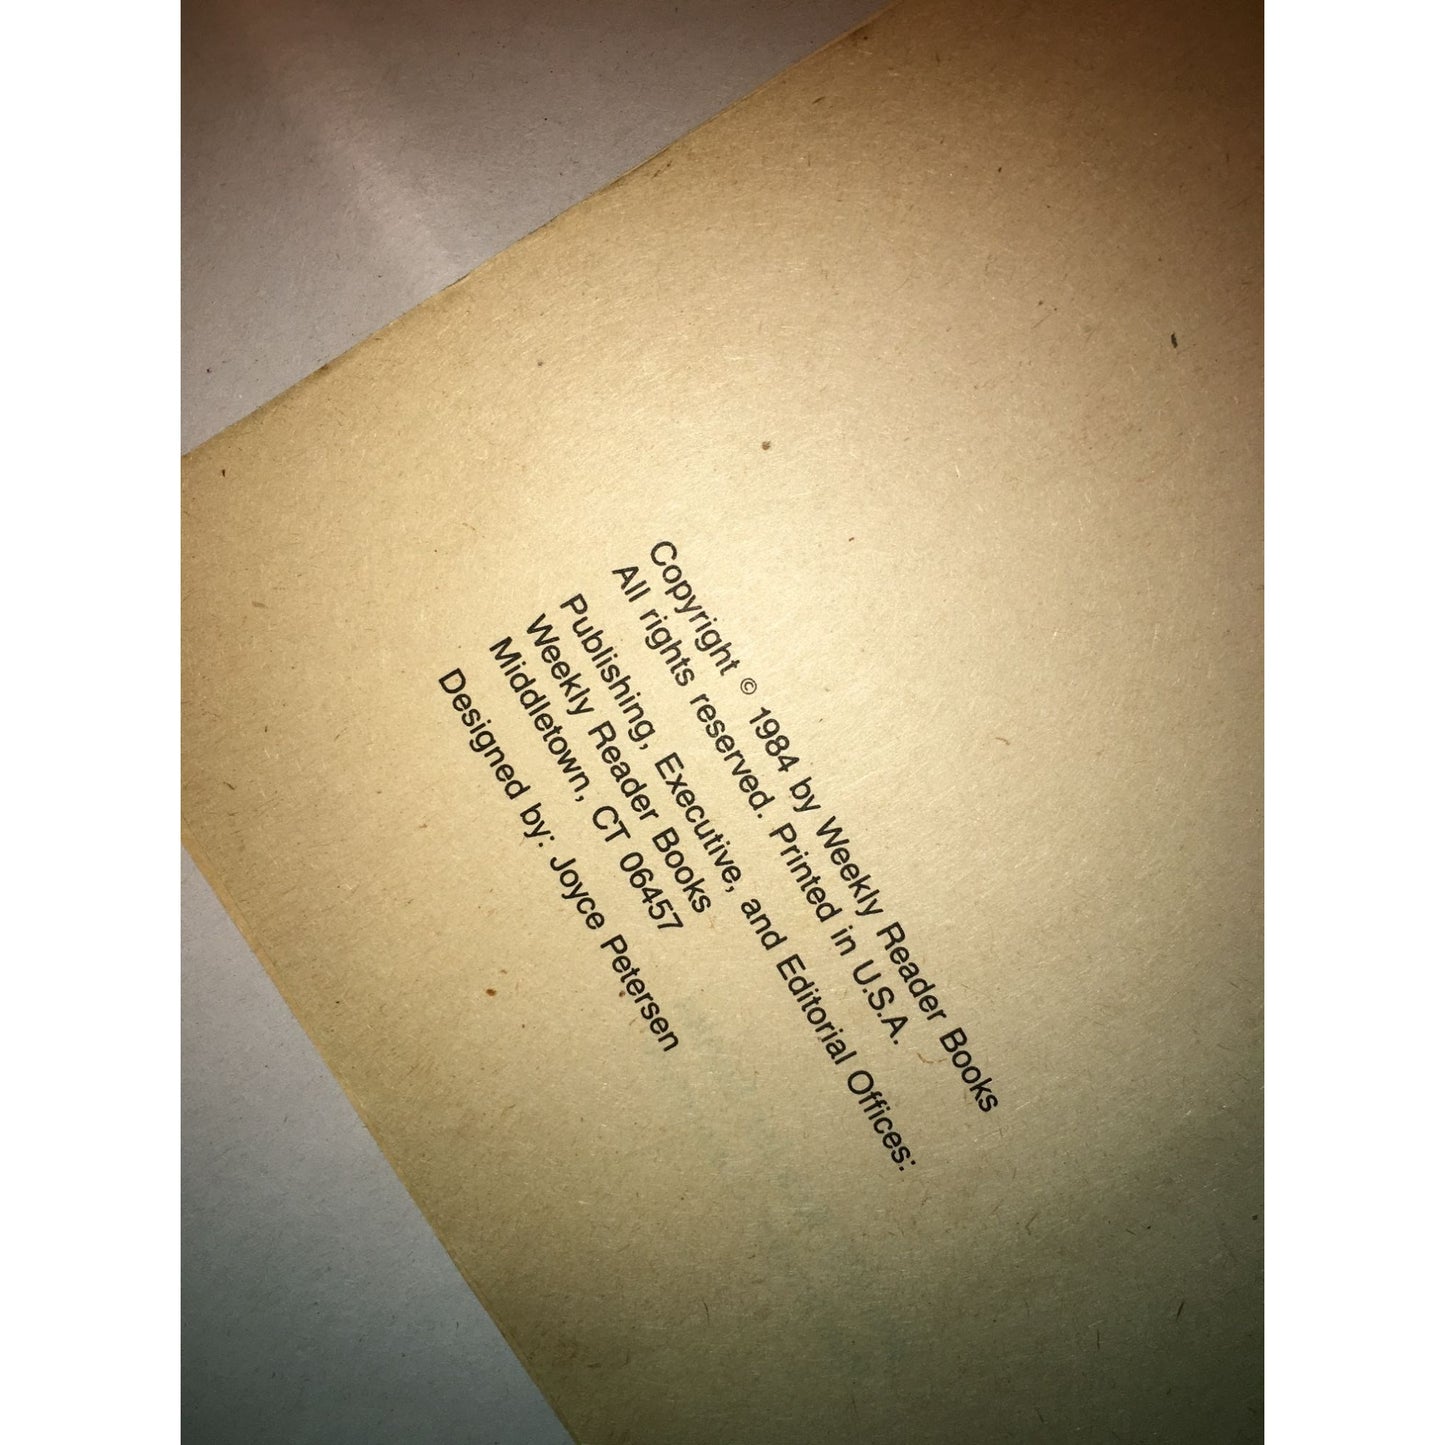 Copyright © 1984 by Weekly Reader Books
All rights reserved. Printed in U.S.A.
Publishing, Executive, and Editorial Offices:
Weekly Reader Books
Middletown, CT 06457
Designed by: Joyce Petersen